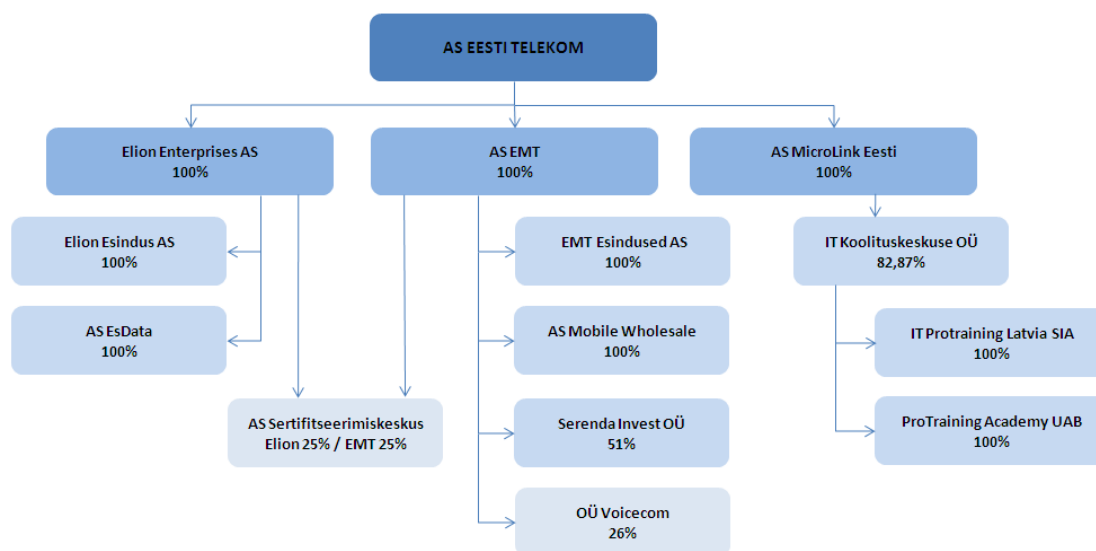 AS EESTI TELEKOM
Elion Enterprises AS
100%
AS EMT
100%
AS MicroLink Eesti
100%
Elion Esindus AS
100%
EMT Esindused AS
100%
IT Koolituskeskuse OÜ
82,87%
AS EsData
100%
AS Mobile Wholesale
100%
IT Protraining Latvia SIA
100%
AS Sertifitseerimiskeskus
Elion 25% / EMT 25%
Serenda Invest OÜ
51%
ProTraining Academy UAB
100%
OÜ Voicecom
26%